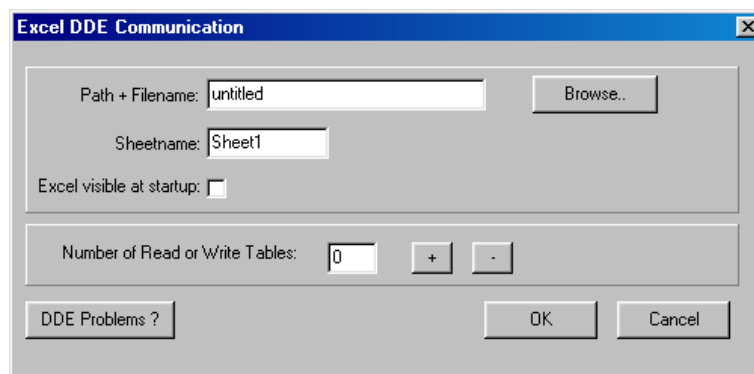 Excel DDE Communication
Path + Filename: untitled Browse..
Sheetname: Sheet1
Excel visible at startup:
Number of Read or Write Tables: 0 + -
DDE Problems ? OK Cancel